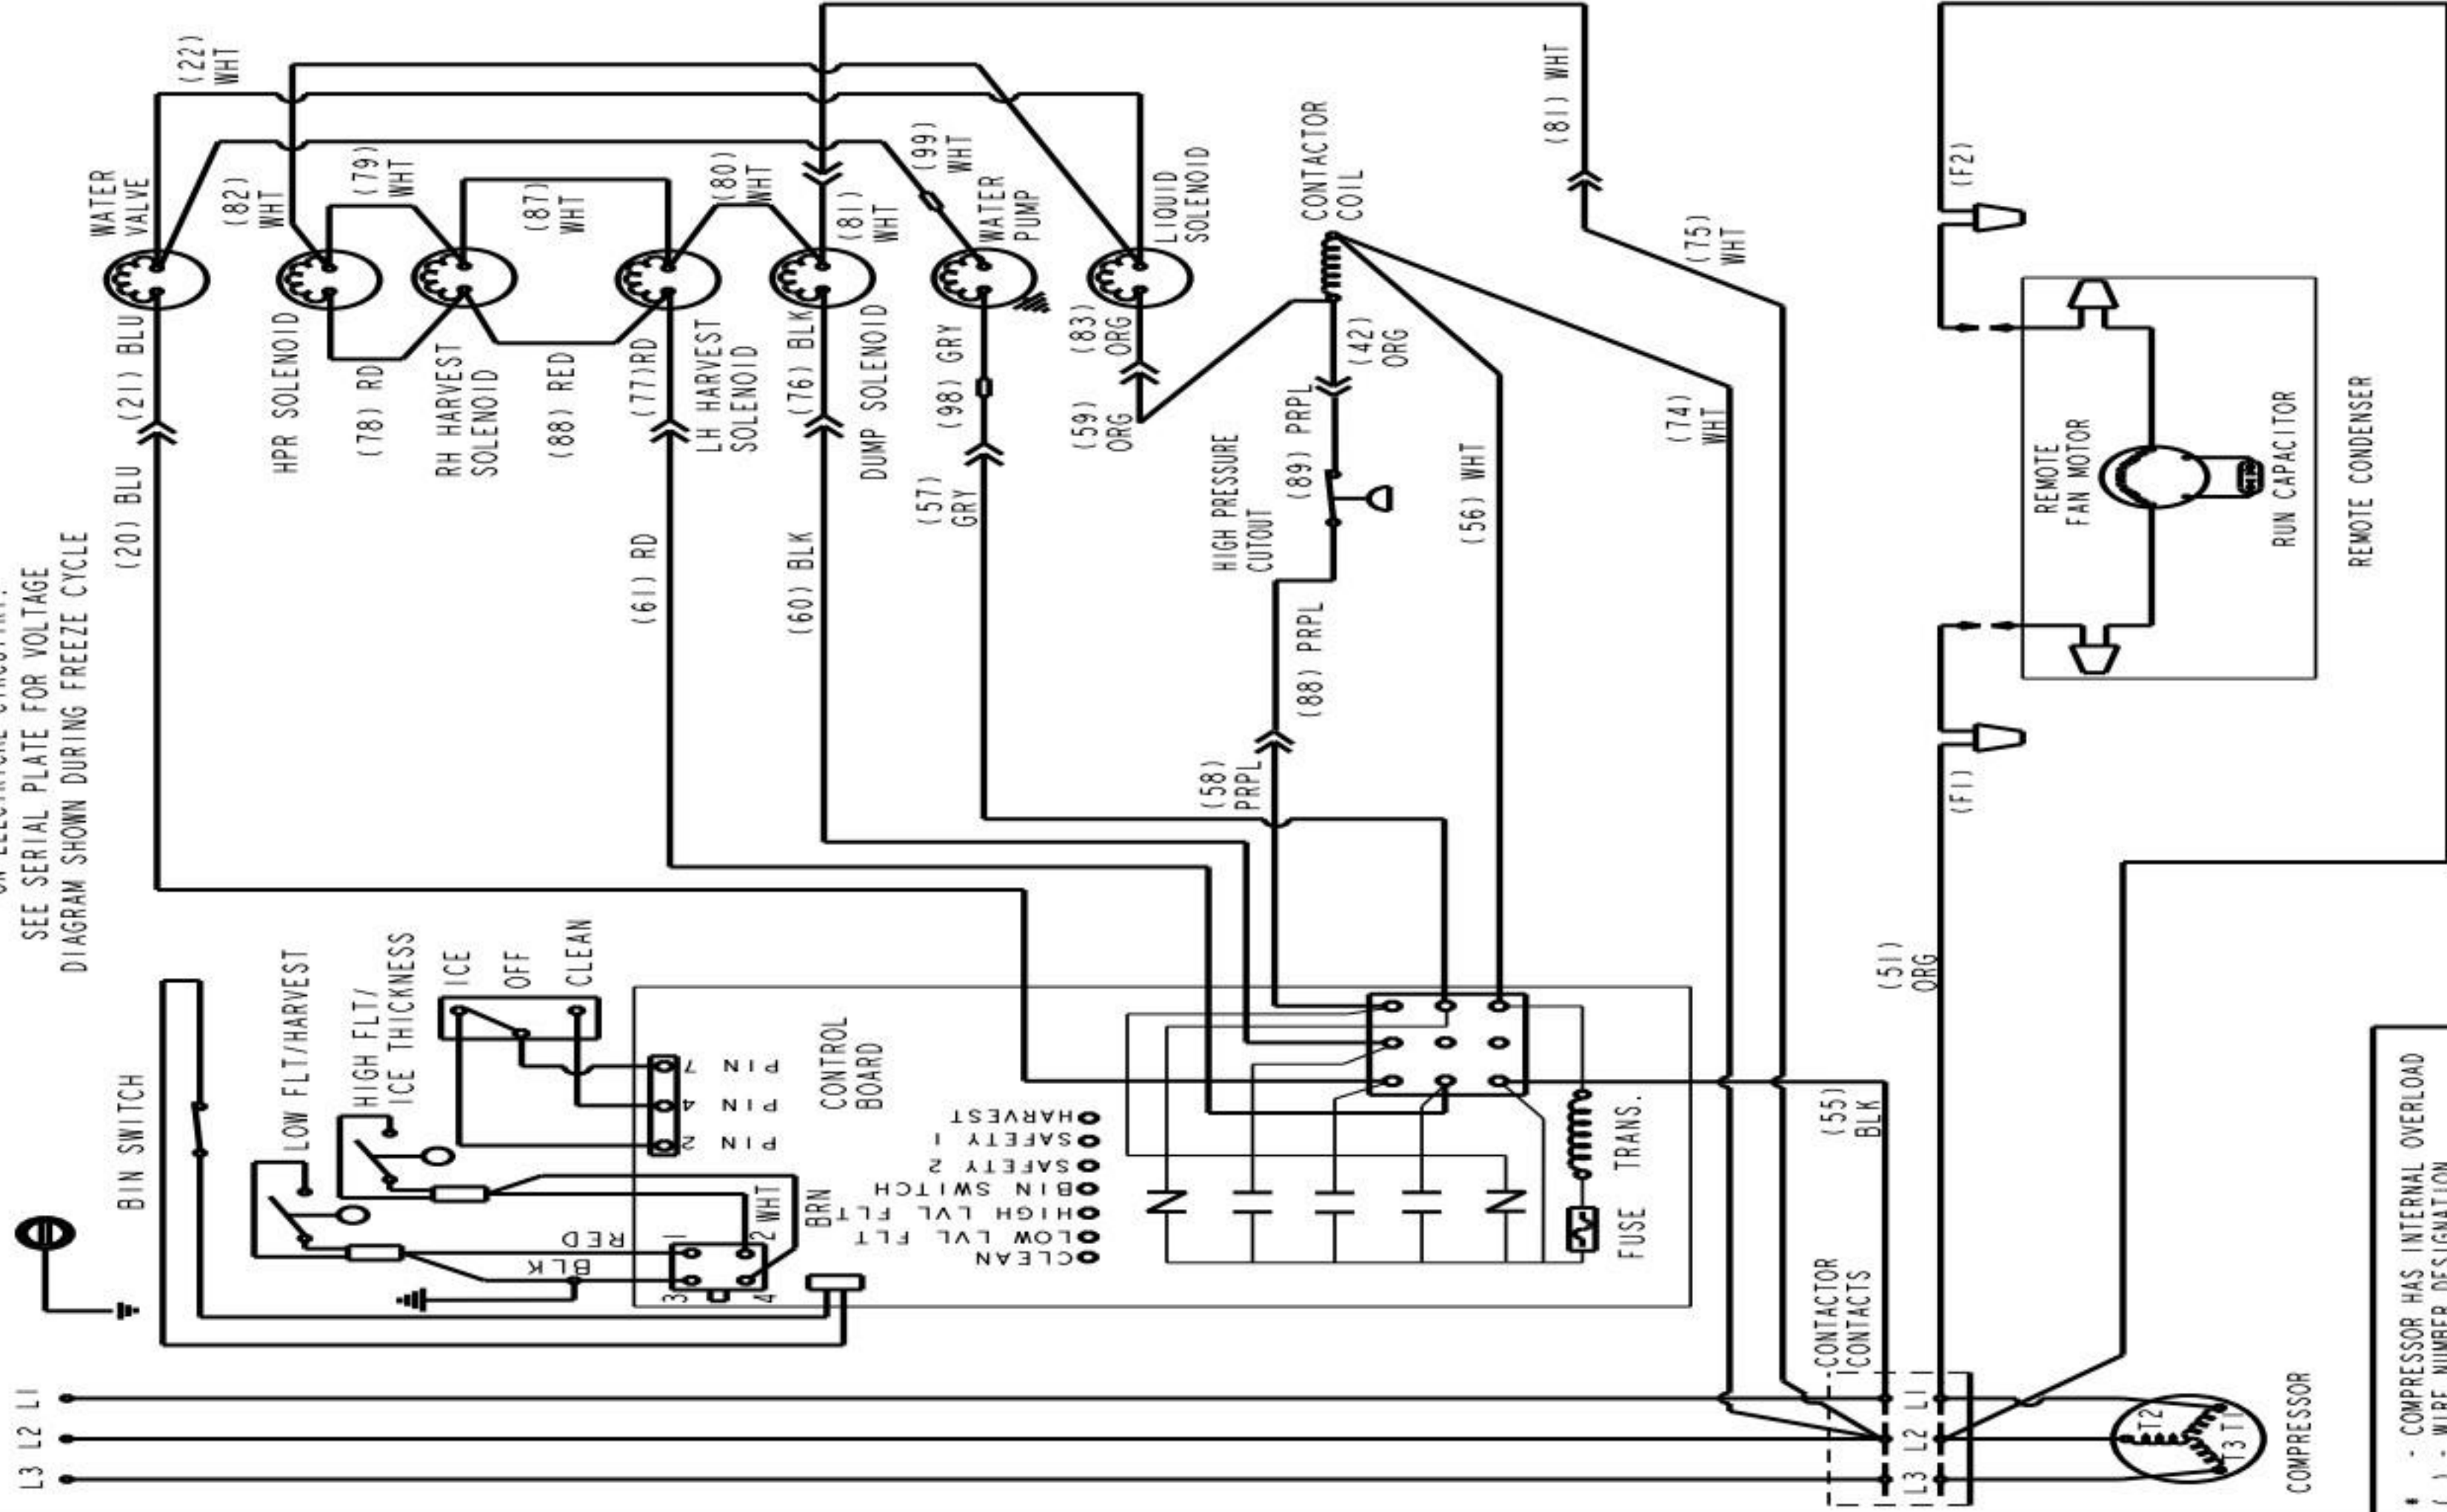 SEE SERIAL PLATE FOR VOLTAGE
DIAGRAM SHOWN DURING FREEZE CYCLE
L3 L2 L1
BIN SWITCH
LOW FLT/HARVEST
HIGH FLT/
ICE THICKNESS
ICE
OFF
CLEAN
RED
BLK
1
2
3
4
WHT
BRN
PIN 2
PIN 4
PIN 7
CONTROL
BOARD
HARVEST
SAFETY 1
SAFETY 2
BIN SWITCH
HIGH LVL FLT
LOW LVL FLT
CLEAN
FUSE
TRANS.
(20) BLU
(21) BLU
WATER
VALVE
(22)
WHT
HPR SOLENOID
(82)
WHT
(78) RD
(79)
WHT
RH HARVEST
SOLENOID
(88) RED
(87)
WHT
(61) RD
(77)RD
LH HARVEST
SOLENOID
(80)
WHT
(60) BLK
(76) BLK
DUMP SOLENOID
(81)
WHT
(57)
GRY
(98) GRY
(99)
WHT
WATER
PUMP
(59)
ORG
(83)
ORG
LIQUID
SOLENOID
(58)
PRPL
(88) PRPL
HIGH PRESSURE
CUTOUT
(89) PRPL
(42)
ORG
CONTACTOR
COIL
(56) WHT
(81) WHT
(74)
WHT
(75)
WHT
(55)
BLK
(51)
ORG
CONTACTOR
CONTACTS
L3 L2 L1
T2
T3 T1
COMPRESSOR
(F1)
(F2)
REMOTE
FAN MOTOR
RUN CAPACITOR
REMOTE CONDENSER
* - COMPRESSOR HAS INTERNAL OVERLOAD
( ) - WIRE NUMBER DESIGNATION